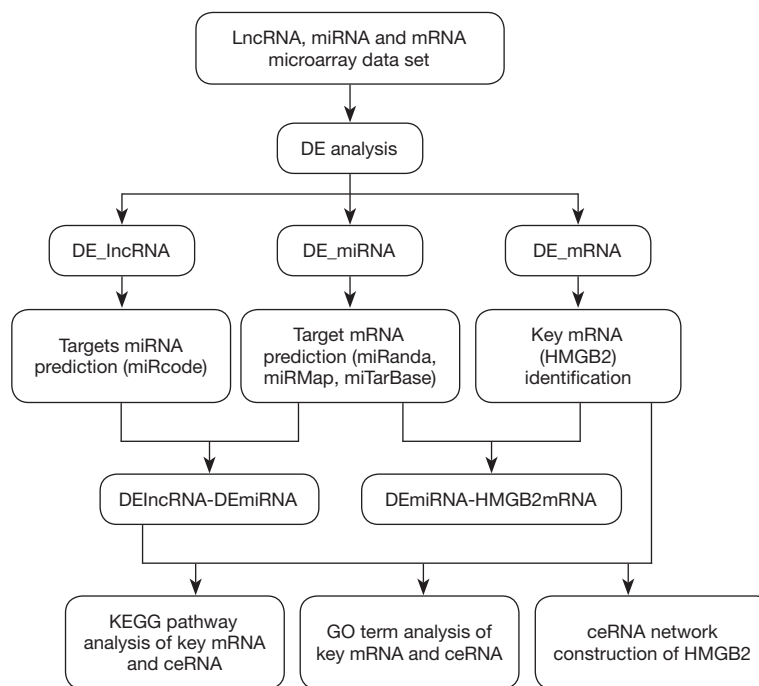 LncRNA, miRNA and mRNA
microarray data set
DE analysis
DE_lncRNA
DE_miRNA
DE_mRNA
Targets miRNA
prediction (miRcode)
Target mRNA
prediction (miRanda,
miRMap, miTarBase)
Key mRNA
(HMGB2)
identification
DElncRNA-DEmiRNA
DEmiRNA-HMGB2mRNA
KEGG pathway
analysis of key mRNA
and ceRNA
GO term analysis of
key mRNA and ceRNA
ceRNA network
construction of HMGB2